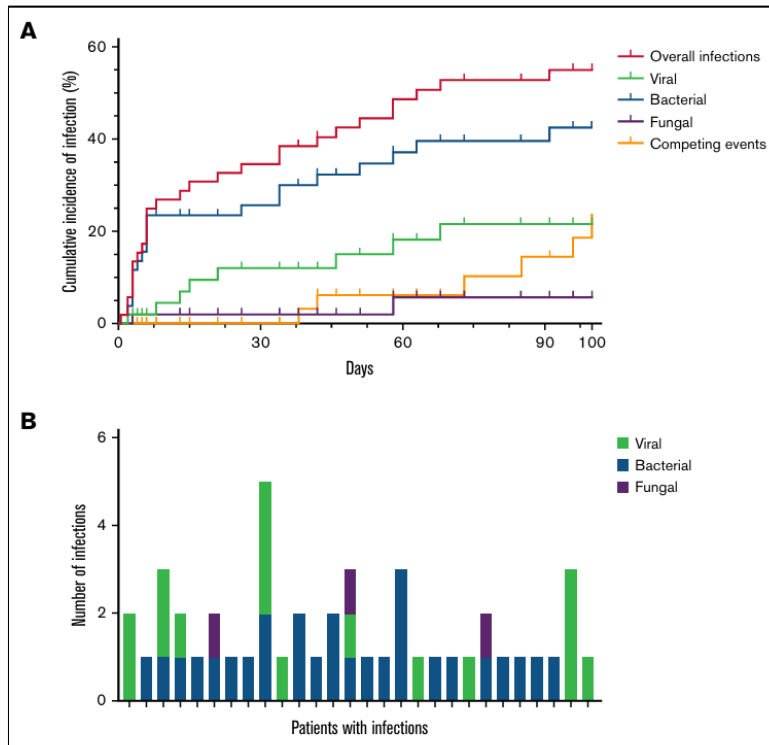 A
Cumulative incidence of infection (%)
60
40
20
0
0
30
60
90
100
Days
Overall infections
Viral
Bacterial
Fungal
Competing events
B
Number of infections
6
4
2
0
Patients with infections
Viral
Bacterial
Fungal